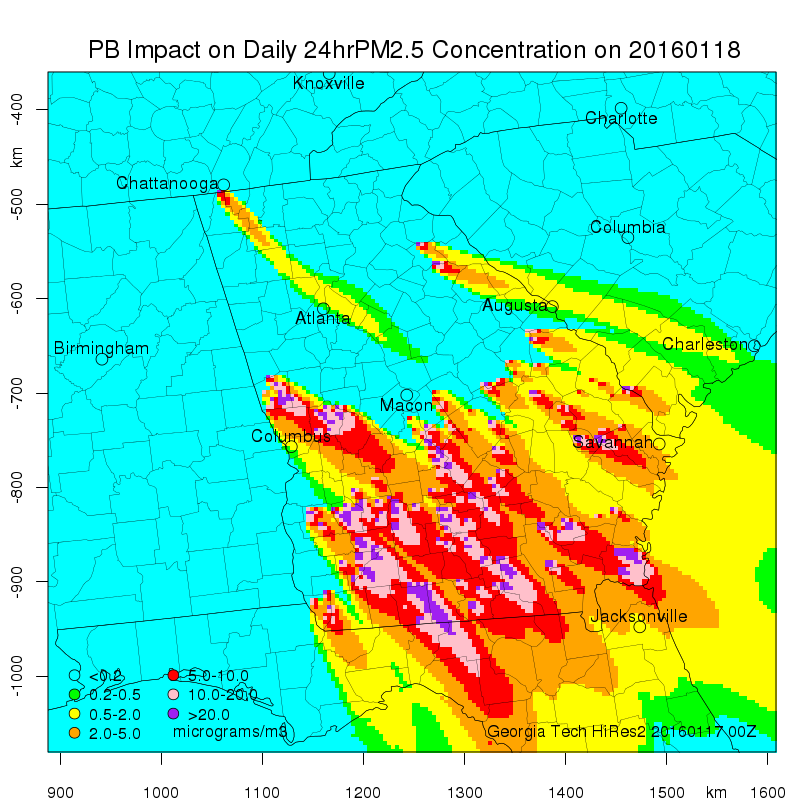 PB Impact on Daily 24hrPM2.5 Concentration on 20160118
Knoxville
-400
Charlotte
km
Chattanooga
-500
Columbia
-600
Augusta
Atlanta
Charleston
Birmingham
-700
Macon
Columbus
Savannah
-800
-900
Jacksonville
-1000
<0.2 5.0-10.0
0.2-0.5 10.0-20.0
0.5-2.0 >20.0
2.0-5.0 micrograms/m3
Georgia Tech HiRes2 20160117 00Z
900 1000 1100 1200 1300 1400 1500 km 1600